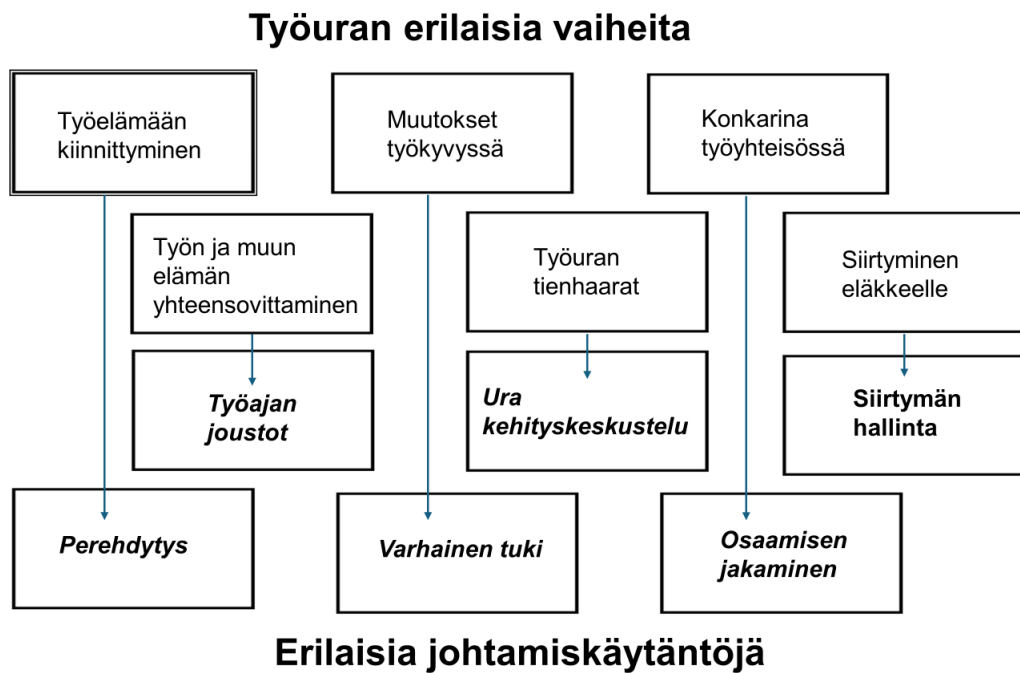 Työuran erilaisia vaiheita
Työelämään
kiinnittyminen
Muutokset
työkyvyssä
Konkarina
työyhteisössä
Työn ja muun
elämän
yhteensovittaminen
Työuran
tienhaarat
Siirtyminen
eläkkeelle
Työajan
joustot
Ura
kehityskeskustelu
Siirtymän
hallinta
Perehdytys
Varhainen tuki
Osaamisen
jakaminen
Erilaisia johtamiskäytäntöjä